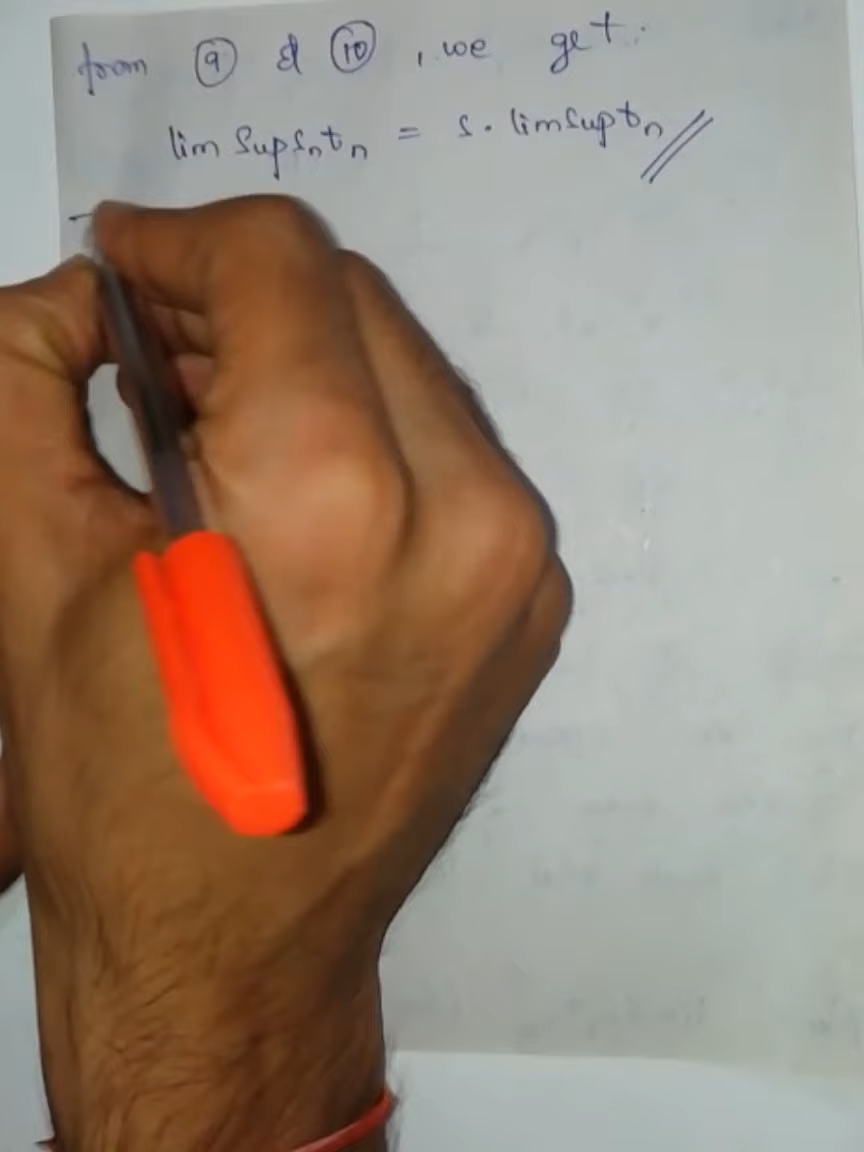 from ⑨ & ⑩, we get.
lim Sup sₙtₙ = s. lim Sup tₙ //